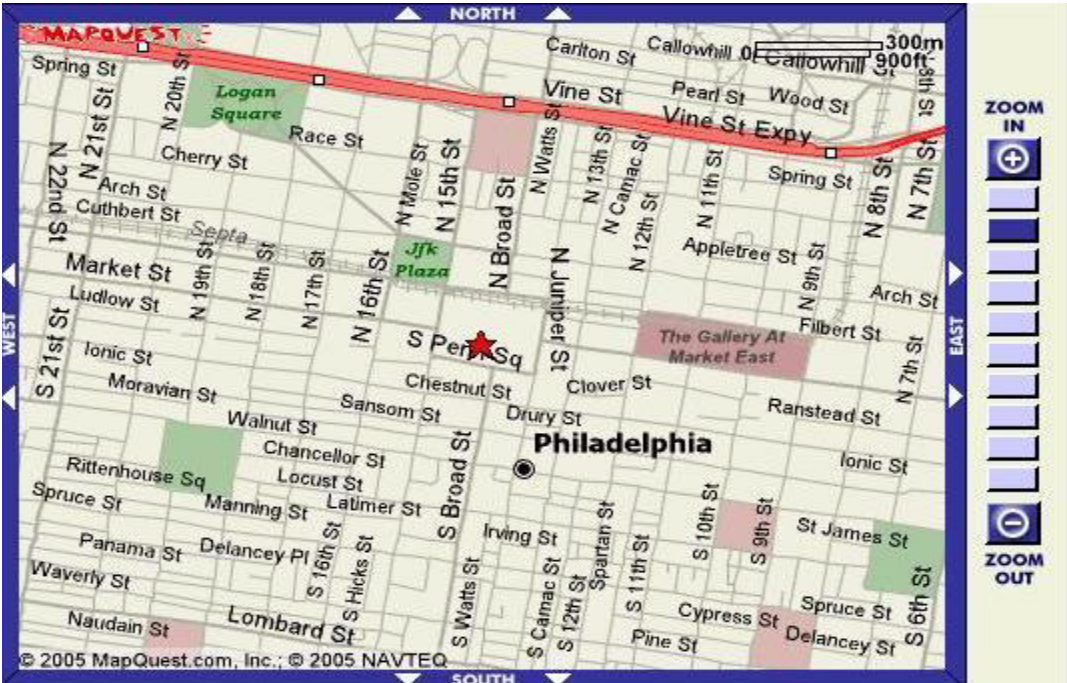 NORTH
MAPQUEST
Carlton St
Callowhill
0
300m
900ft
Callowhill St
8th St
Spring St
N 20th St
N 21st St
N 22nd St
Logan
Square
Race St
Vine St
Pearl St
Wood St
Vine St Expy
Cherry St
Arch St
Cuthbert St
Septa
N Mole St
N 15th St
N Watts St
N 13th St
N Camac St
N 12th St
N 11th St
Spring St
N 8th St
N 7th St
Appletree St
N 9th St
Arch St
Market St
N 19th St
N 18th St
N 17th St
N 16th St
Jfk
Plaza
N Broad St
N Juniper St
Ludlow St
The Gallery At
Market East
Filbert St
N 7th St
WEST
EAST
S 21st St
Ionic St
Moravian St
S Penn Sq
Chestnut St
Clover St
Sansom St
Drury St
Ranstead St
Walnut St
Chancellor St
Philadelphia
Locust St
Ionic St
Rittenhouse Sq
Spruce St
Manning St
Latimer St
S Broad St
Irving St
Spartan St
S 10th St
S 9th St
St James St
Panama St
Delancey Pl
S 16th St
S Hicks St
S Watts St
S Camac St
S 12th St
S 11th St
Waverly St
Lombard St
Naudain St
Cypress St
Spruce St
S 6th St
Pine St
Delancey St
© 2005 MapQuest.com, Inc.; © 2005 NAVTEQ
SOUTH
ZOOM
IN
ZOOM
OUT